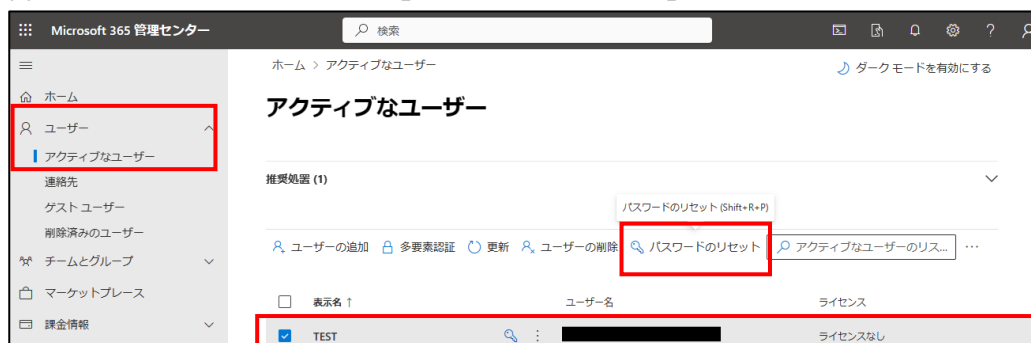 Microsoft 365 管理センター
検索
?
ホーム > アクティブなユーザー
ダーク モードを有効にする
ホーム
ユーザー
アクティブなユーザー
連絡先
ゲスト ユーザー
削除済みのユーザー
チームとグループ
マーケットプレース
課金情報
アクティブなユーザー
推奨処置 (1)
パスワードのリセット (Shift+R+P)
ユーザーの追加 多要素認証 更新 ユーザーの削除 パスワードのリセット アクティブなユーザーのリス... ...
表示名 ↑ ユーザー名 ライセンス
TEST ライセンスなし